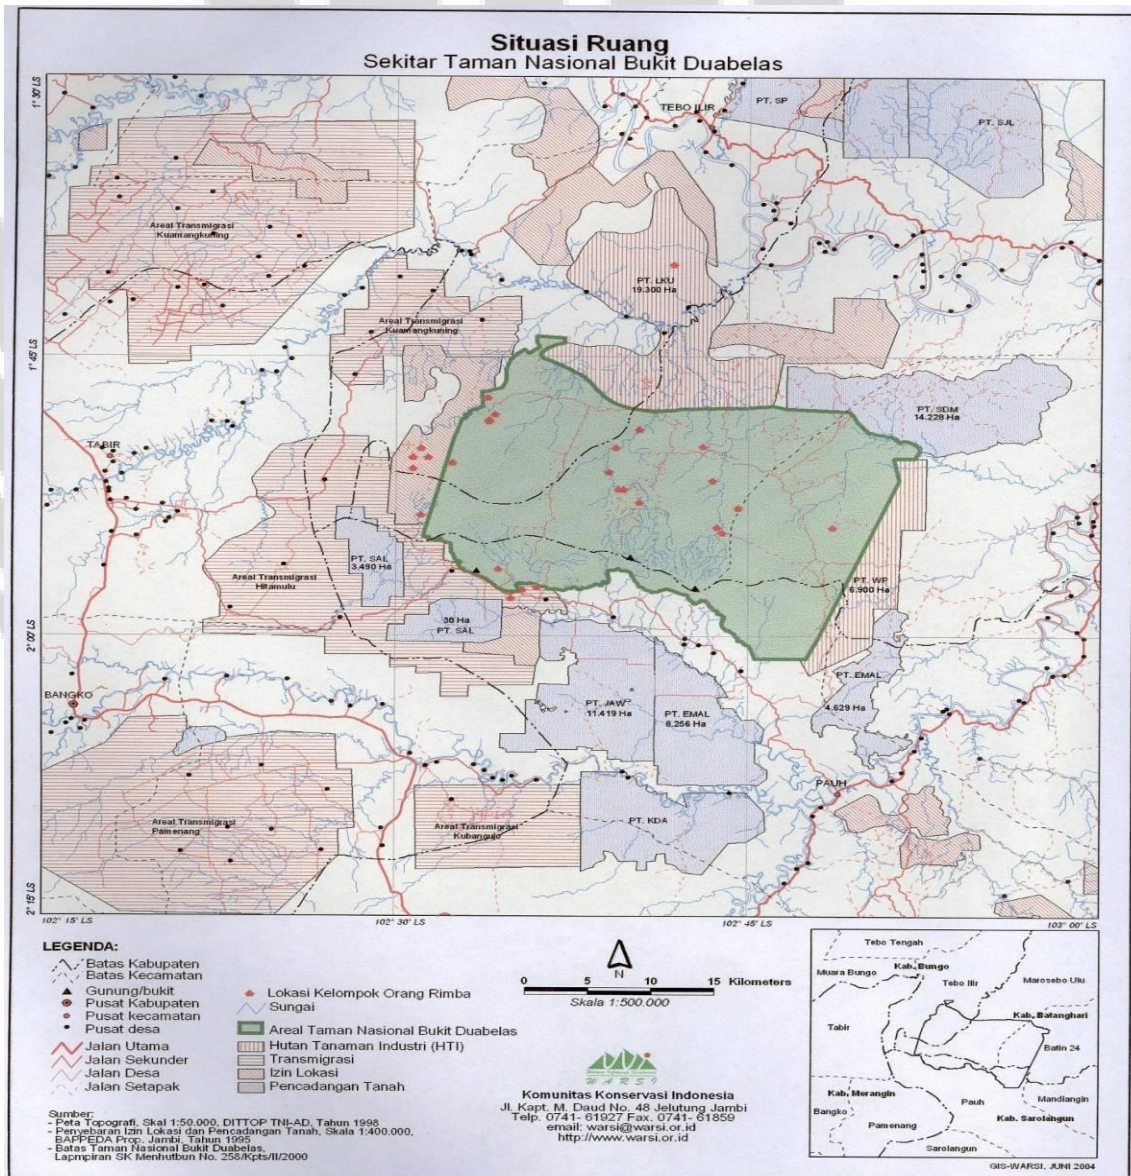 Situasi Ruang
Sekitar Taman Nasional Bukit Duabelas
1° 30' LS
1° 45' LS
2° 00' LS
2° 15' LS
102° 15' LS
102° 30' LS
102° 45' LS
103° 00' LS
TEBO ILIR
PT. SP
PT. SJL
Areal Transmigrasi
Kuamangkuning
PT. LKU
19.300 Ha
Areal Transmigrasi
Kuamangkuning
PT. SDM
14.228 Ha
TABIR
PT. SAL
3.490 Ha
Areal Transmigrasi
Hitamulu
PT. WP
6.900 Ha
30 Ha
PT. SAL
BANGKO
PT. JAW
11.419 Ha
PT. EMAL
8,256 Ha
PT. EMAL
4.629 Ha
PAUH
Areal Transmigrasi
Pamenang
Areal Transmigrasi
PT. KDA
LEGENDA:
Batas Kabupaten
Batas Kecamatan
Gunung/bukit
Pusat Kabupaten
Pusat kecamatan
Pusat desa
Jalan Utama
Jalan Sekunder
Jalan Desa
Jalan Setapak
Lokasi Kelompok Orang Rimba
Sungai
Areal Taman Nasional Bukit Duabelas
Hutan Tanaman Industri (HTI)
Transmigrasi
Izin Lokasi
Pencadangan Tanah
N
0 5 10 15 Kilometers
Skala 1:500.000
WARSI
Komunitas Konservasi Indonesia
Jl. Kapt. M. Daud No. 48 Jelutung Jambi
Telp. 0741- 61927 Fax. 0741- 61859
email: warsi@warsi.or.id
http://www.warsi.or.id
Sumber:
- Peta Topografi, Skal 1:50.000, DITTOP TNI-AD, Tahun 1998
- Penyebaran Izin Lokasi dan Pencadangan Tanah, Skala 1:400.000,
BAPPEDA Prop. Jambi, Tahun 1995
- Batas Taman Nasional Bukit Duabelas,
Lapmpiran SK Menhutbun No. 258/Kpts/II/2000
Tebo Tengah
Muara Bungo
Kab. Bungo
Tebo Ilir
Marosebo Ulu
Kab. Batanghari
Tabir
Batin 24
Kab. Merangin
Mandiangin
Bangko
Pauh
Kab. Sarolangun
Pamenang
Sarolangun
GIS-WARSI, JUNI 2004